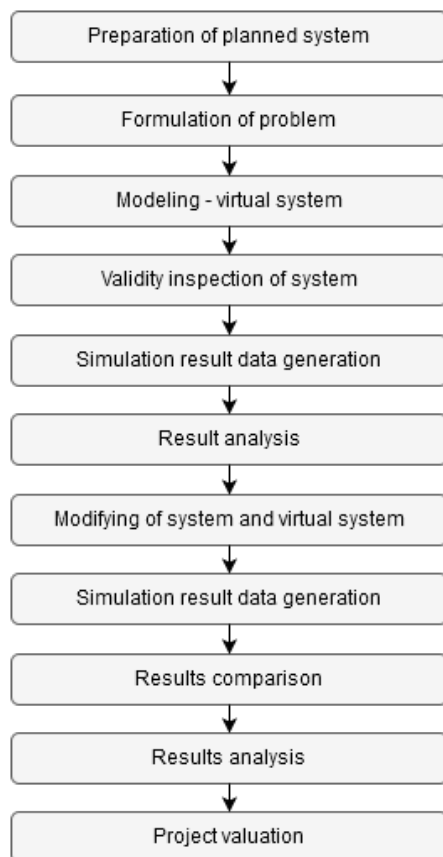 Preparation of planned system
Formulation of problem
Modeling - virtual system
Validity inspection of system
Simulation result data generation
Result analysis
Modifying of system and virtual system
Simulation result data generation
Results comparison
Results analysis
Project valuation